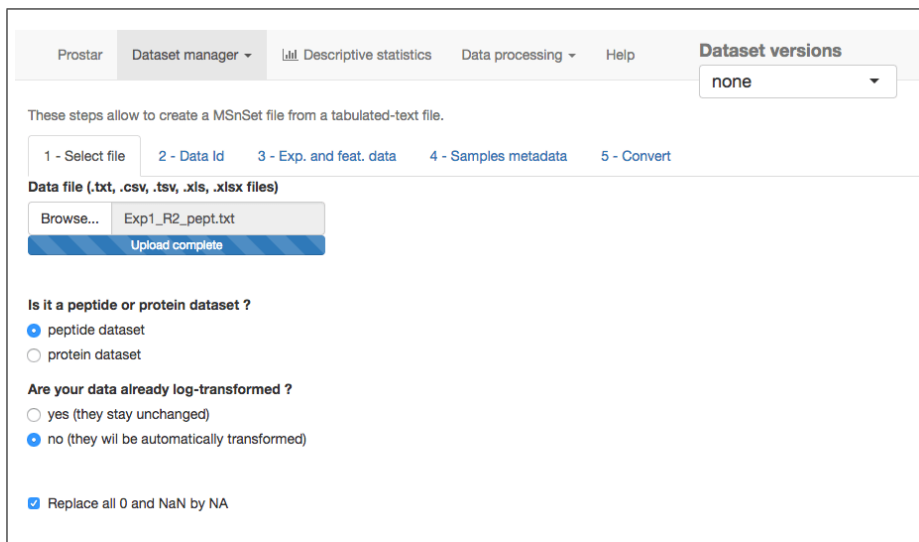 Prostar Dataset manager Descriptive statistics Data processing Help Dataset versions
none
These steps allow to create a MSnSet file from a tabulated-text file.
1 - Select file 2 - Data Id 3 - Exp. and feat. data 4 - Samples metadata 5 - Convert
Data file (.txt, .csv, .tsv, .xls, .xlsx files)
Browse... Exp1_R2_pept.txt
Upload complete
Is it a peptide or protein dataset ?
peptide dataset
protein dataset
Are your data already log-transformed ?
yes (they stay unchanged)
no (they wil be automatically transformed)
Replace all 0 and NaN by NA